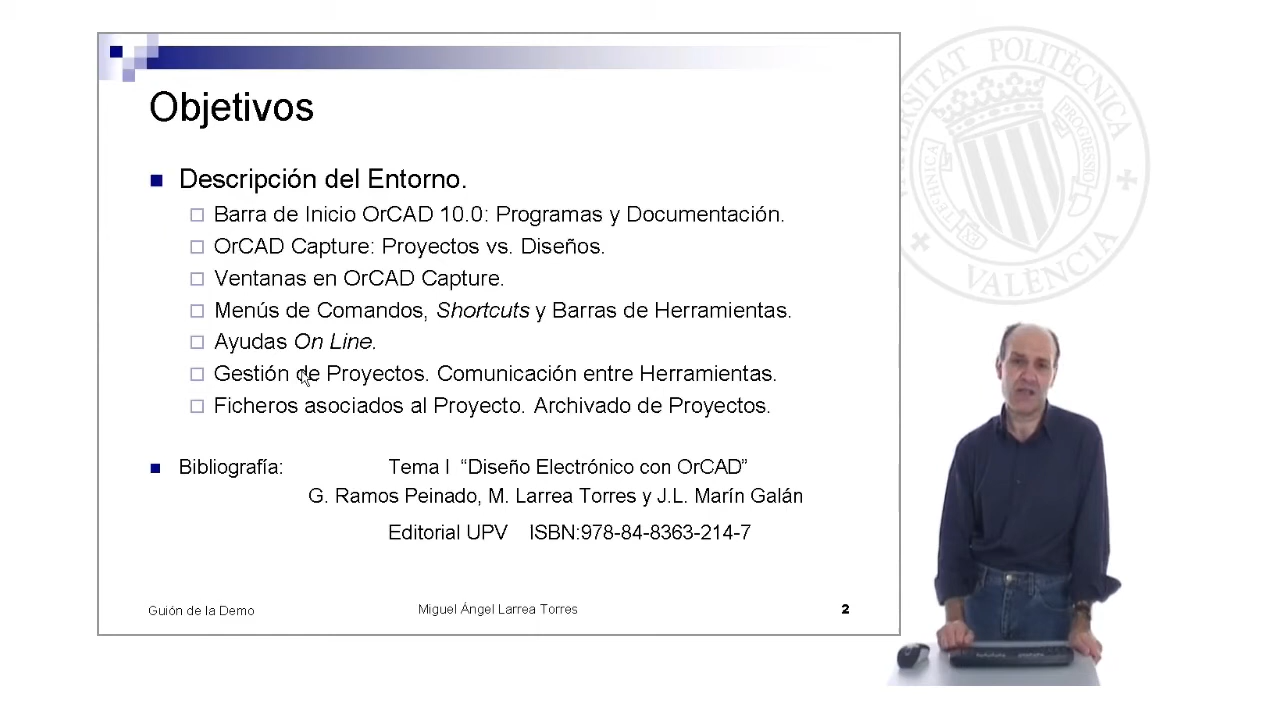 Objetivos
Descripción del Entorno.
Barra de Inicio OrCAD 10.0: Programas y Documentación.
OrCAD Capture: Proyectos vs. Diseños.
Ventanas en OrCAD Capture.
Menús de Comandos, Shortcuts y Barras de Herramientas.
Ayudas On Line.
Gestión de Proyectos. Comunicación entre Herramientas.
Ficheros asociados al Proyecto. Archivado de Proyectos.
Bibliografía: Tema I “Diseño Electrónico con OrCAD”
G. Ramos Peinado, M. Larrea Torres y J.L. Marín Galán
Editorial UPV ISBN:978-84-8363-214-7
Guión de la Demo Miguel Ángel Larrea Torres 2
POLITÈCNICA
VALÈNCIA